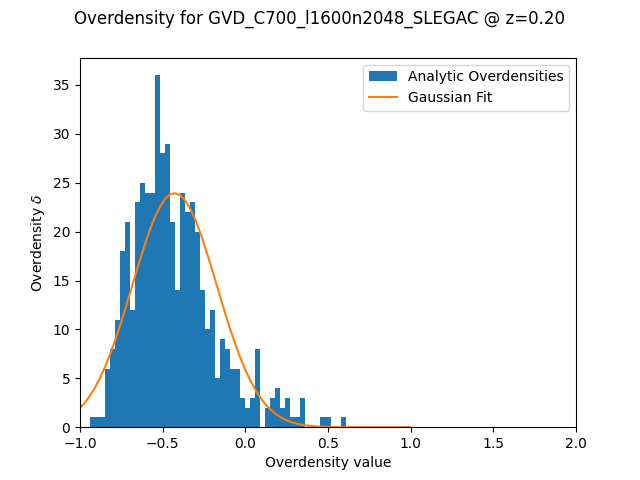 Overdensity for GVD_C700_l1600n2048_SLEGAC @ z=0.20
Analytic Overdensities
Gaussian Fit
Overdensity δ
35
30
25
20
15
10
5
0
−1.0 −0.5 0.0 0.5 1.0 1.5 2.0
Overdensity value